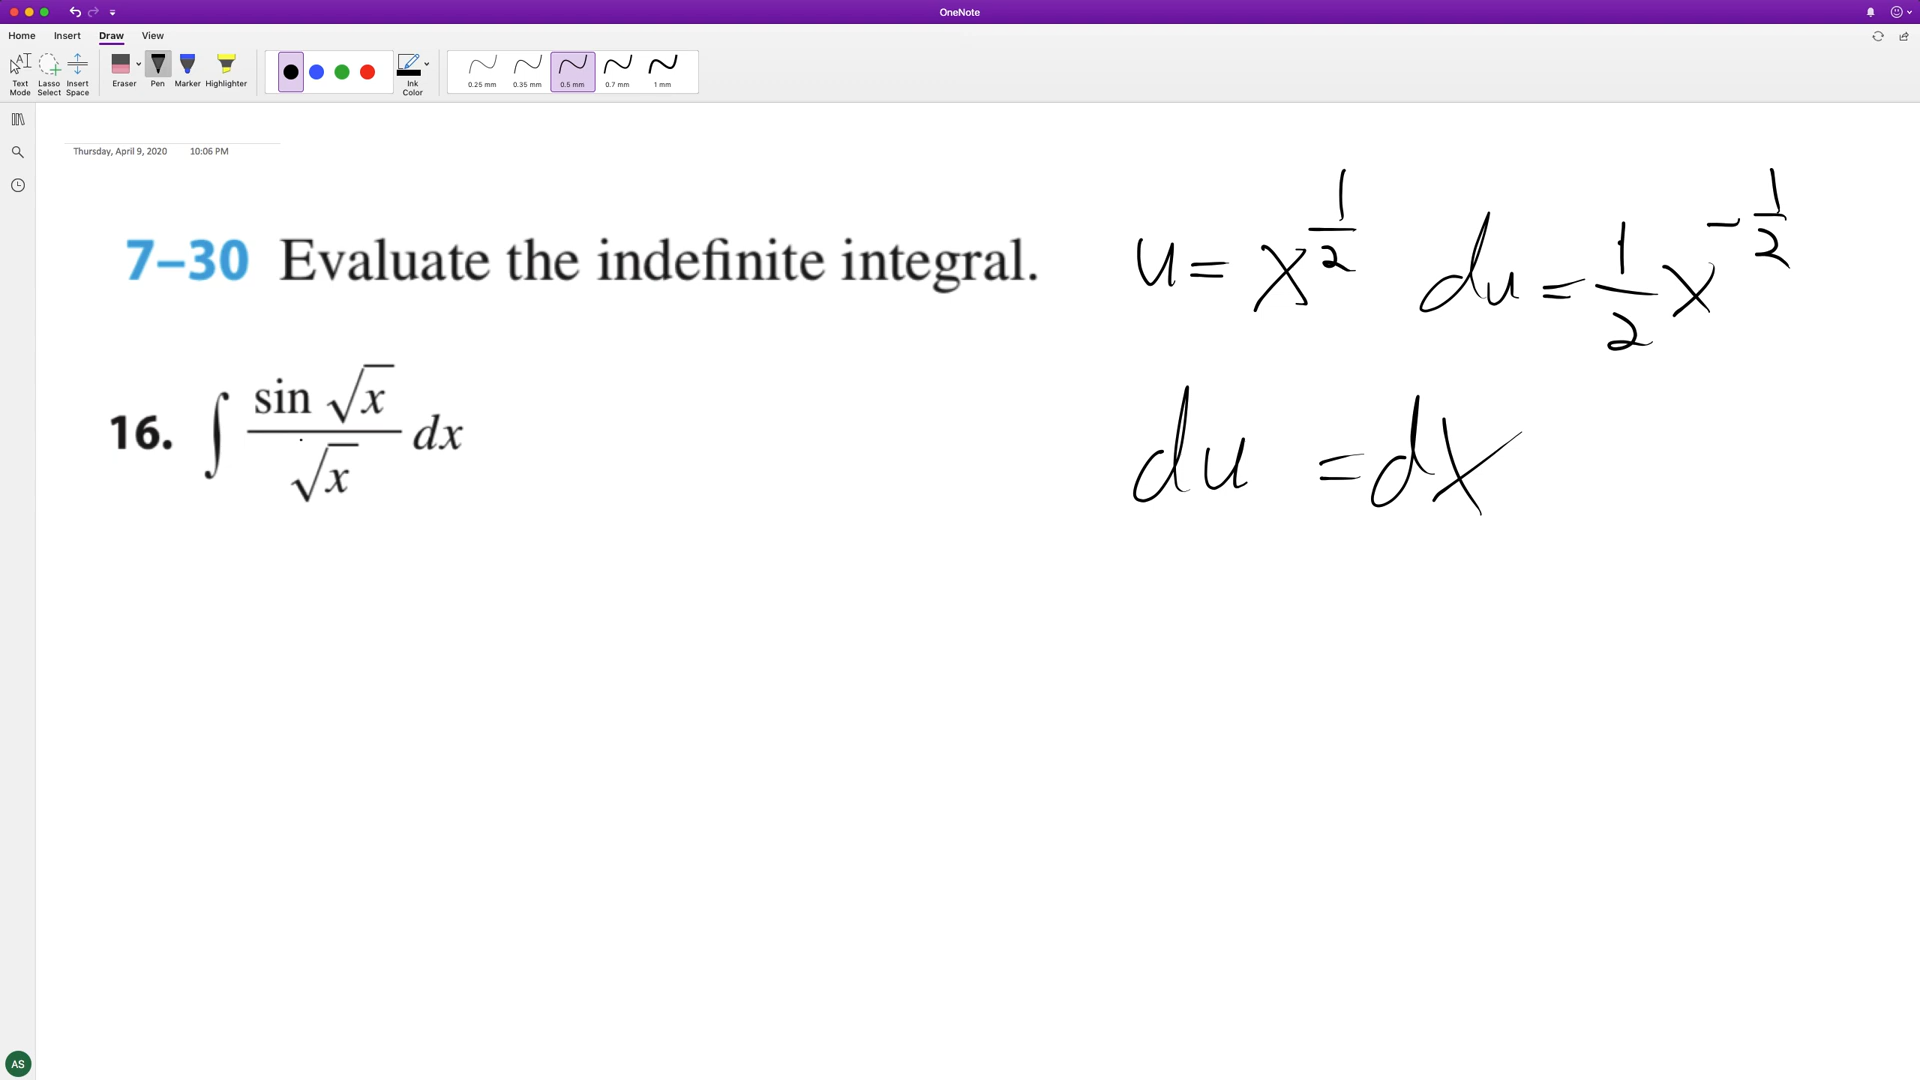 OneNote
Home Insert Draw View
Text Mode
Lasso Select
Insert Space
Eraser
Pen
Marker
Highlighter
Ink Color
0.25 mm
0.35 mm
0.5 mm
0.7 mm
1 mm
Thursday, April 9, 2020 10:06 PM
7–30 Evaluate the indefinite integral.
u = x^{1/2} du = 1/2 x^{-1/2}
16. ∫ sin √x / √x dx
du = dx
AS